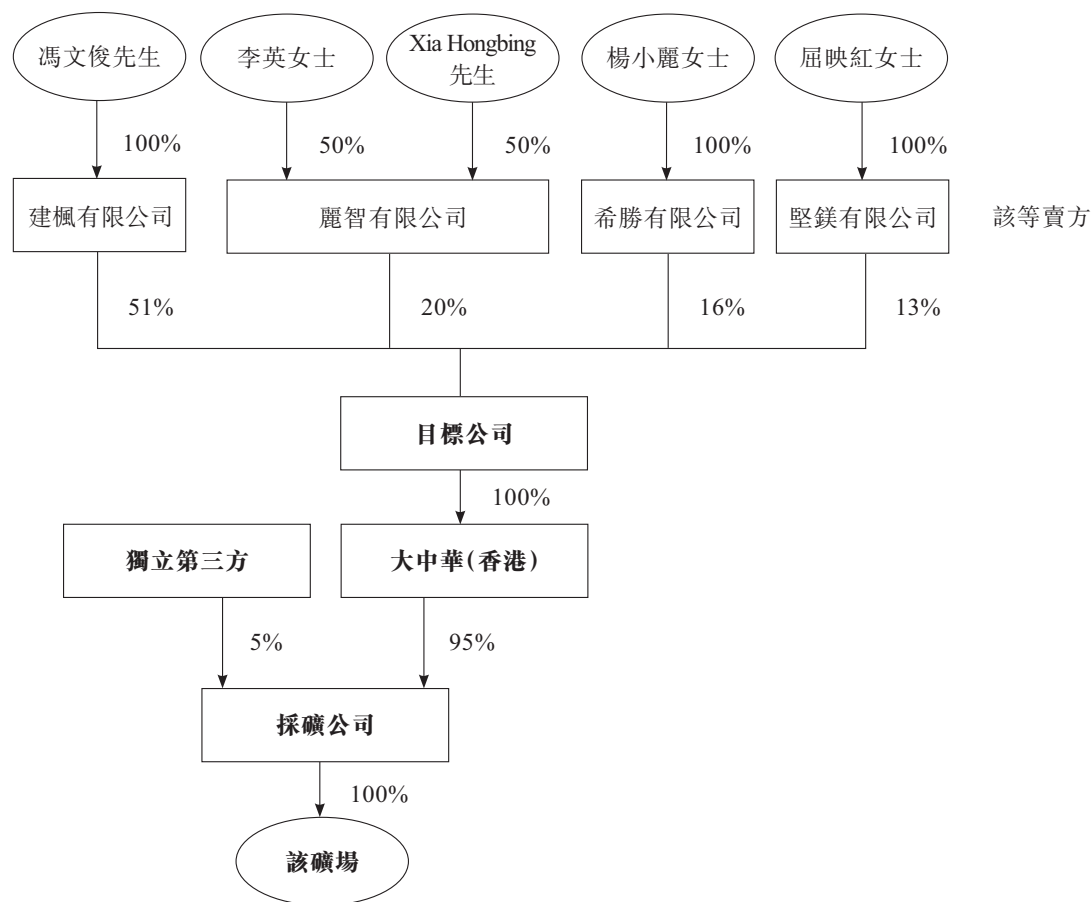 馮文俊先生
李英女士
Xia Hongbing
先生
楊小麗女士
屈映紅女士
100%
50%
50%
100%
100%
建楓有限公司
麗智有限公司
希勝有限公司
堅鎂有限公司
該等賣方
51%
20%
16%
13%
目標公司
100%
獨立第三方
大中華(香港)
5%
95%
採礦公司
100%
該礦場